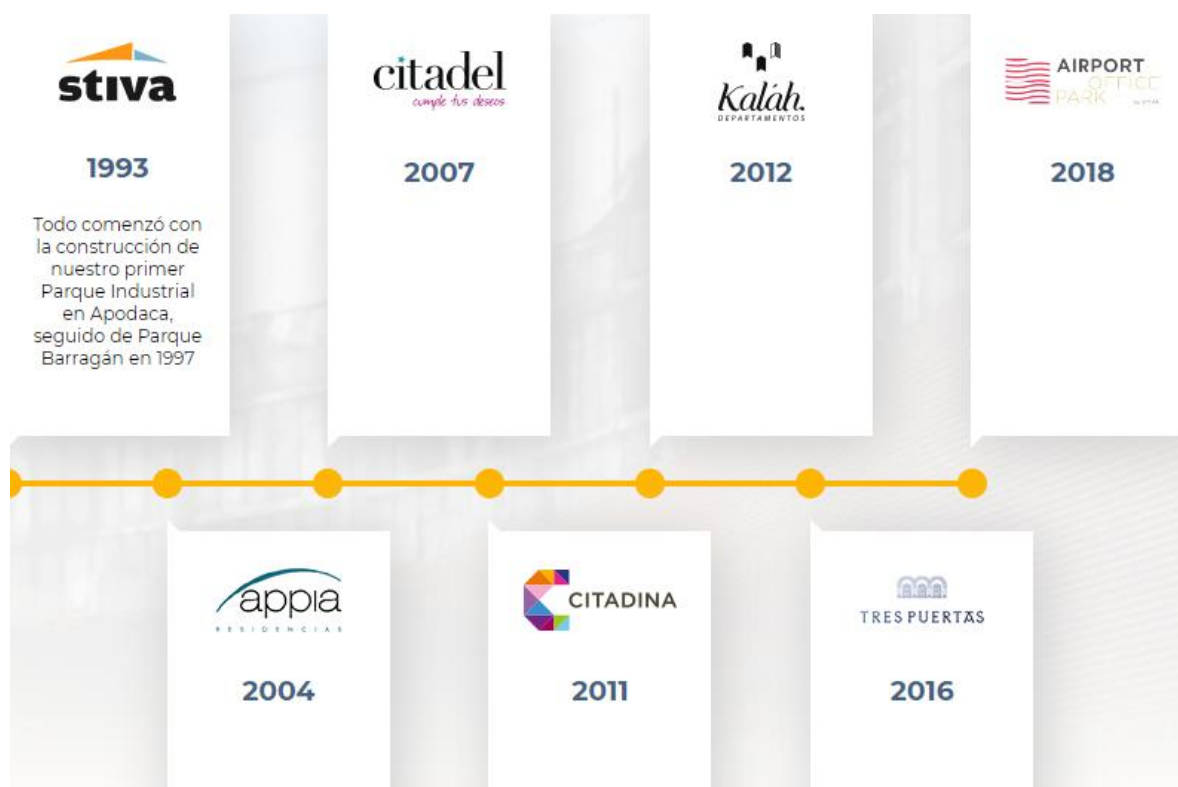 stiva
1993
Todo comenzó con
la construcción de
nuestro primer
Parque Industrial
en Apodaca,
seguido de Parque
Barragán en 1997
citadel
cumple tus deseos
2007
Kaláh.
DEPARTAMENTOS
2012
AIRPORT
OFFICE
PARK
2018
appia
RESIDENCIAS
2004
CITADINA
2011
TRES PUERTAS
2016